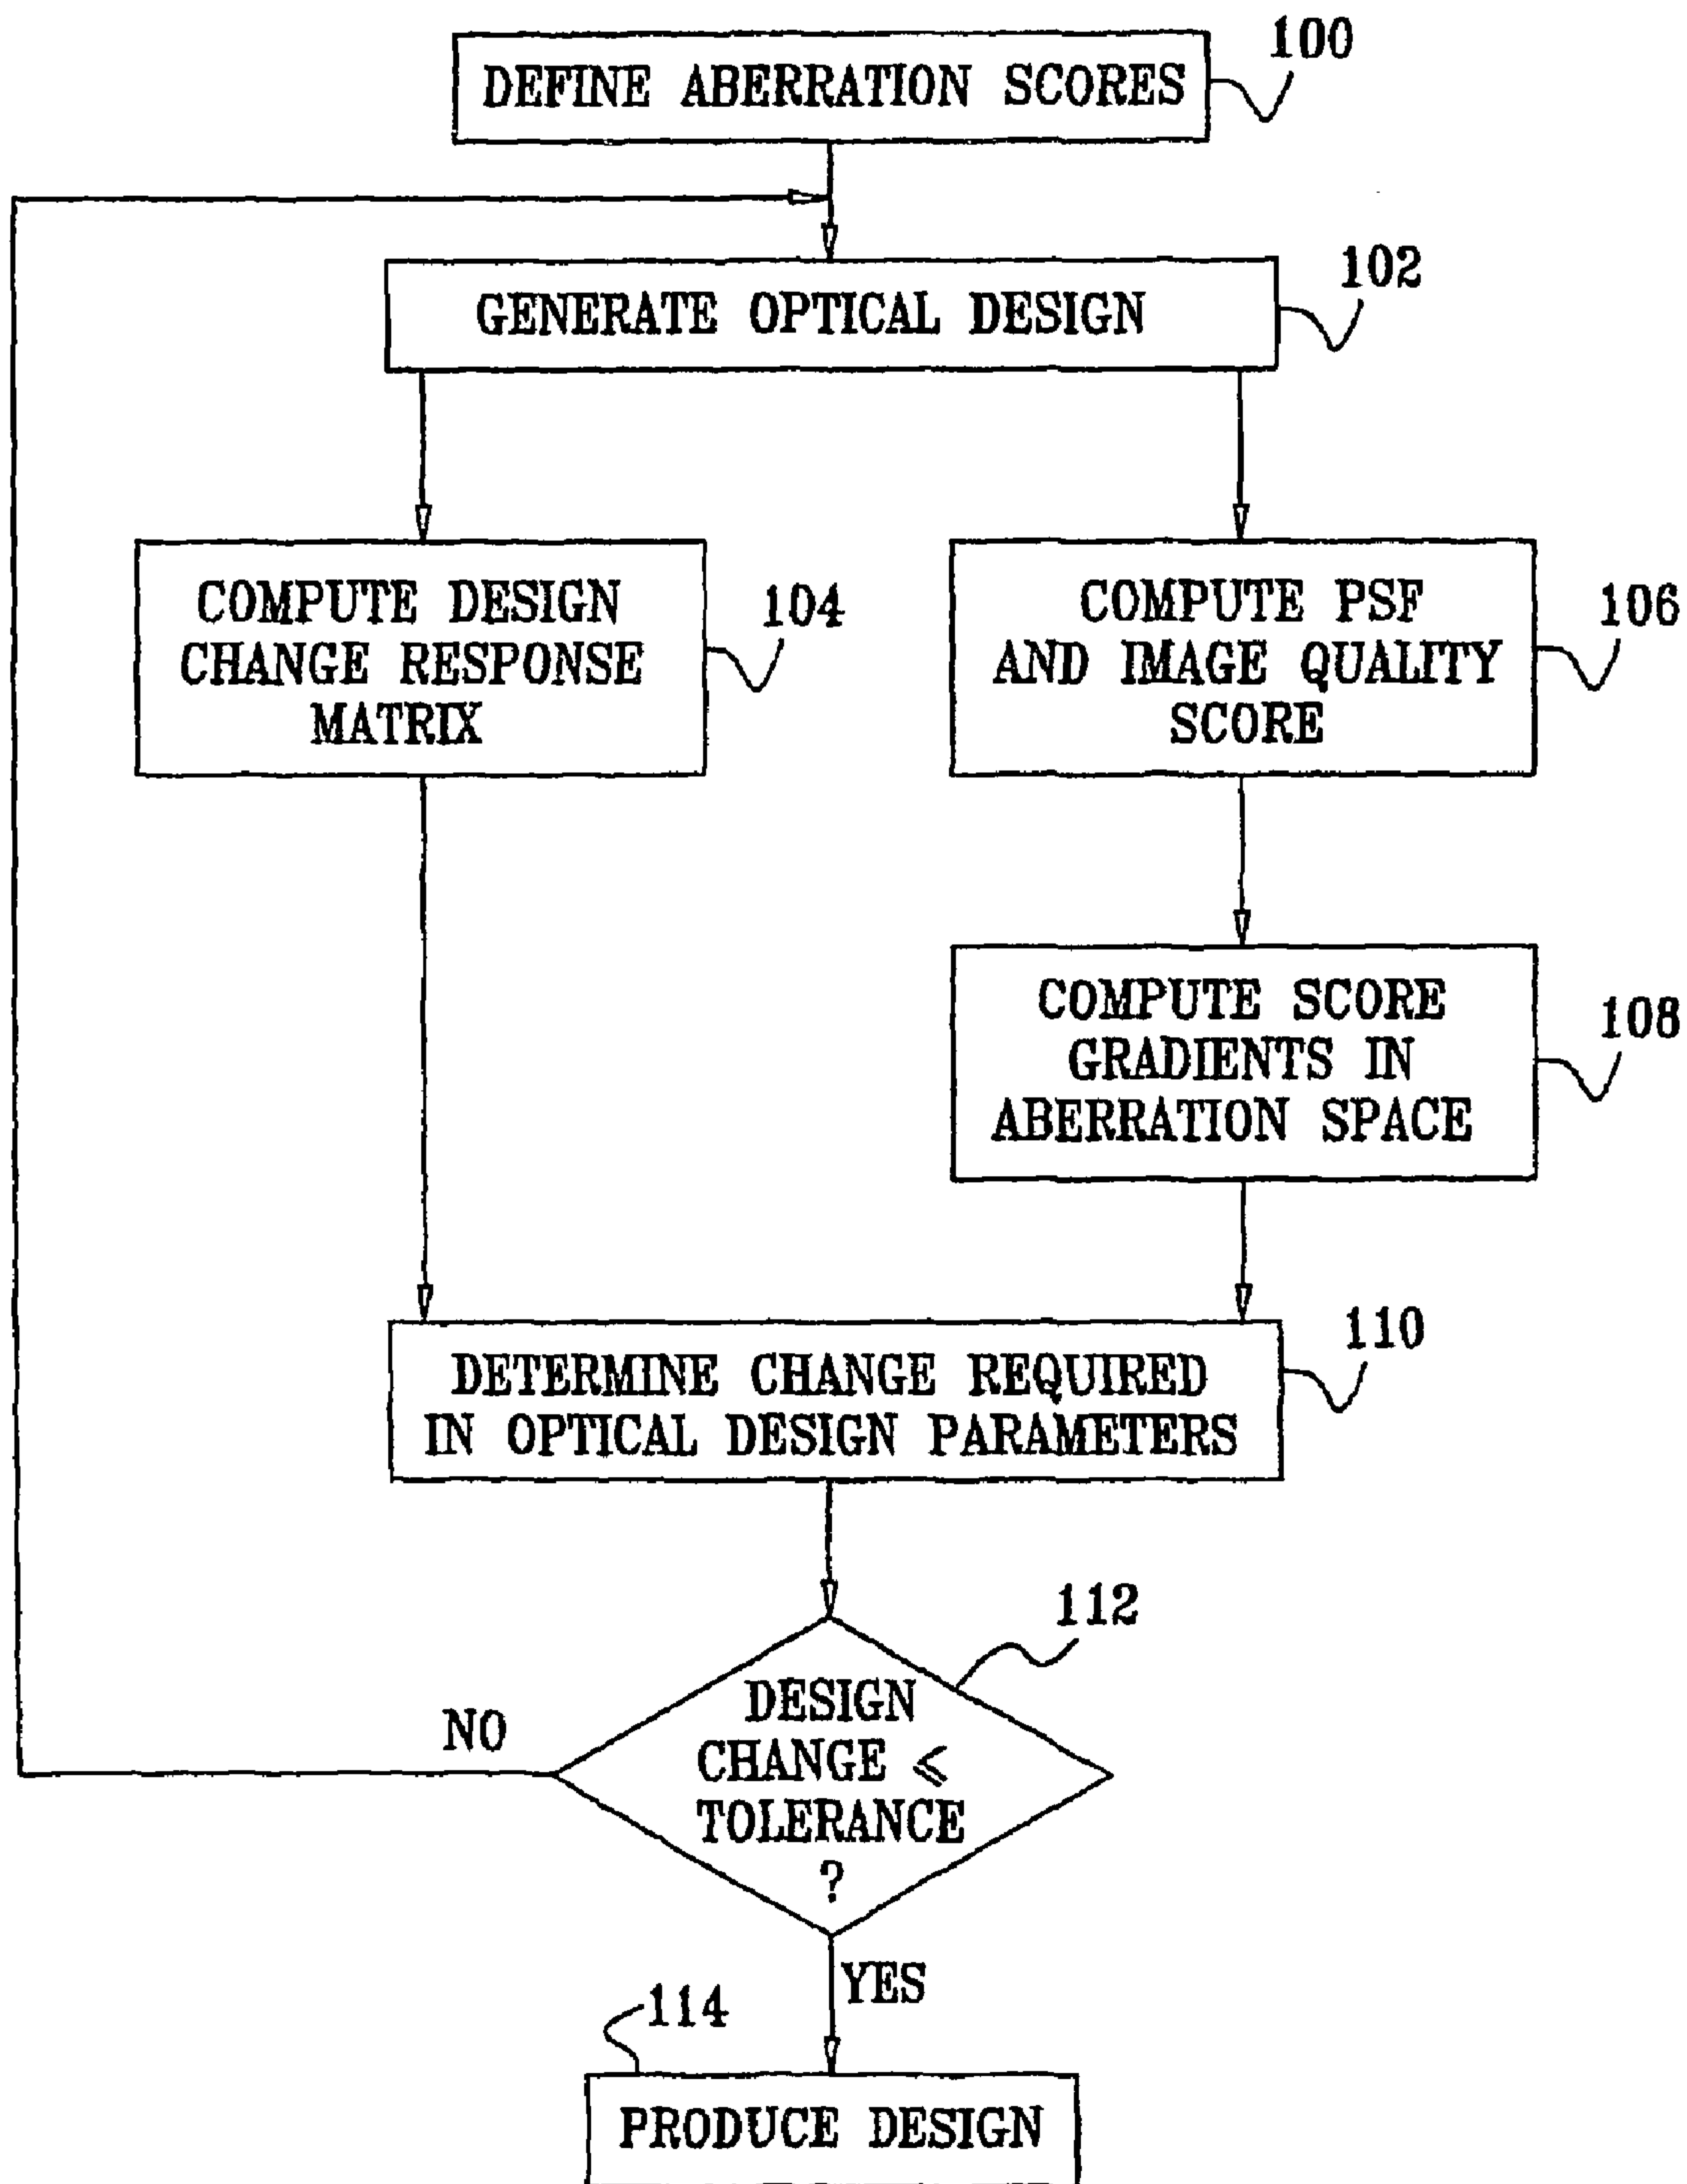 100
DEFINE ABERRATION SCORES
102
GENERATE OPTICAL DESIGN
COMPUTE DESIGN
CHANGE RESPONSE
MATRIX
104
COMPUTE PSF
AND IMAGE QUALITY
SCORE
106
COMPUTE SCORE
GRADIENTS IN
ABERRATION SPACE
108
110
DETERMINE CHANGE REQUIRED
IN OPTICAL DESIGN PARAMETERS
112
DESIGN
CHANGE ⩽
TOLERANCE
?
NO
YES
114
PRODUCE DESIGN